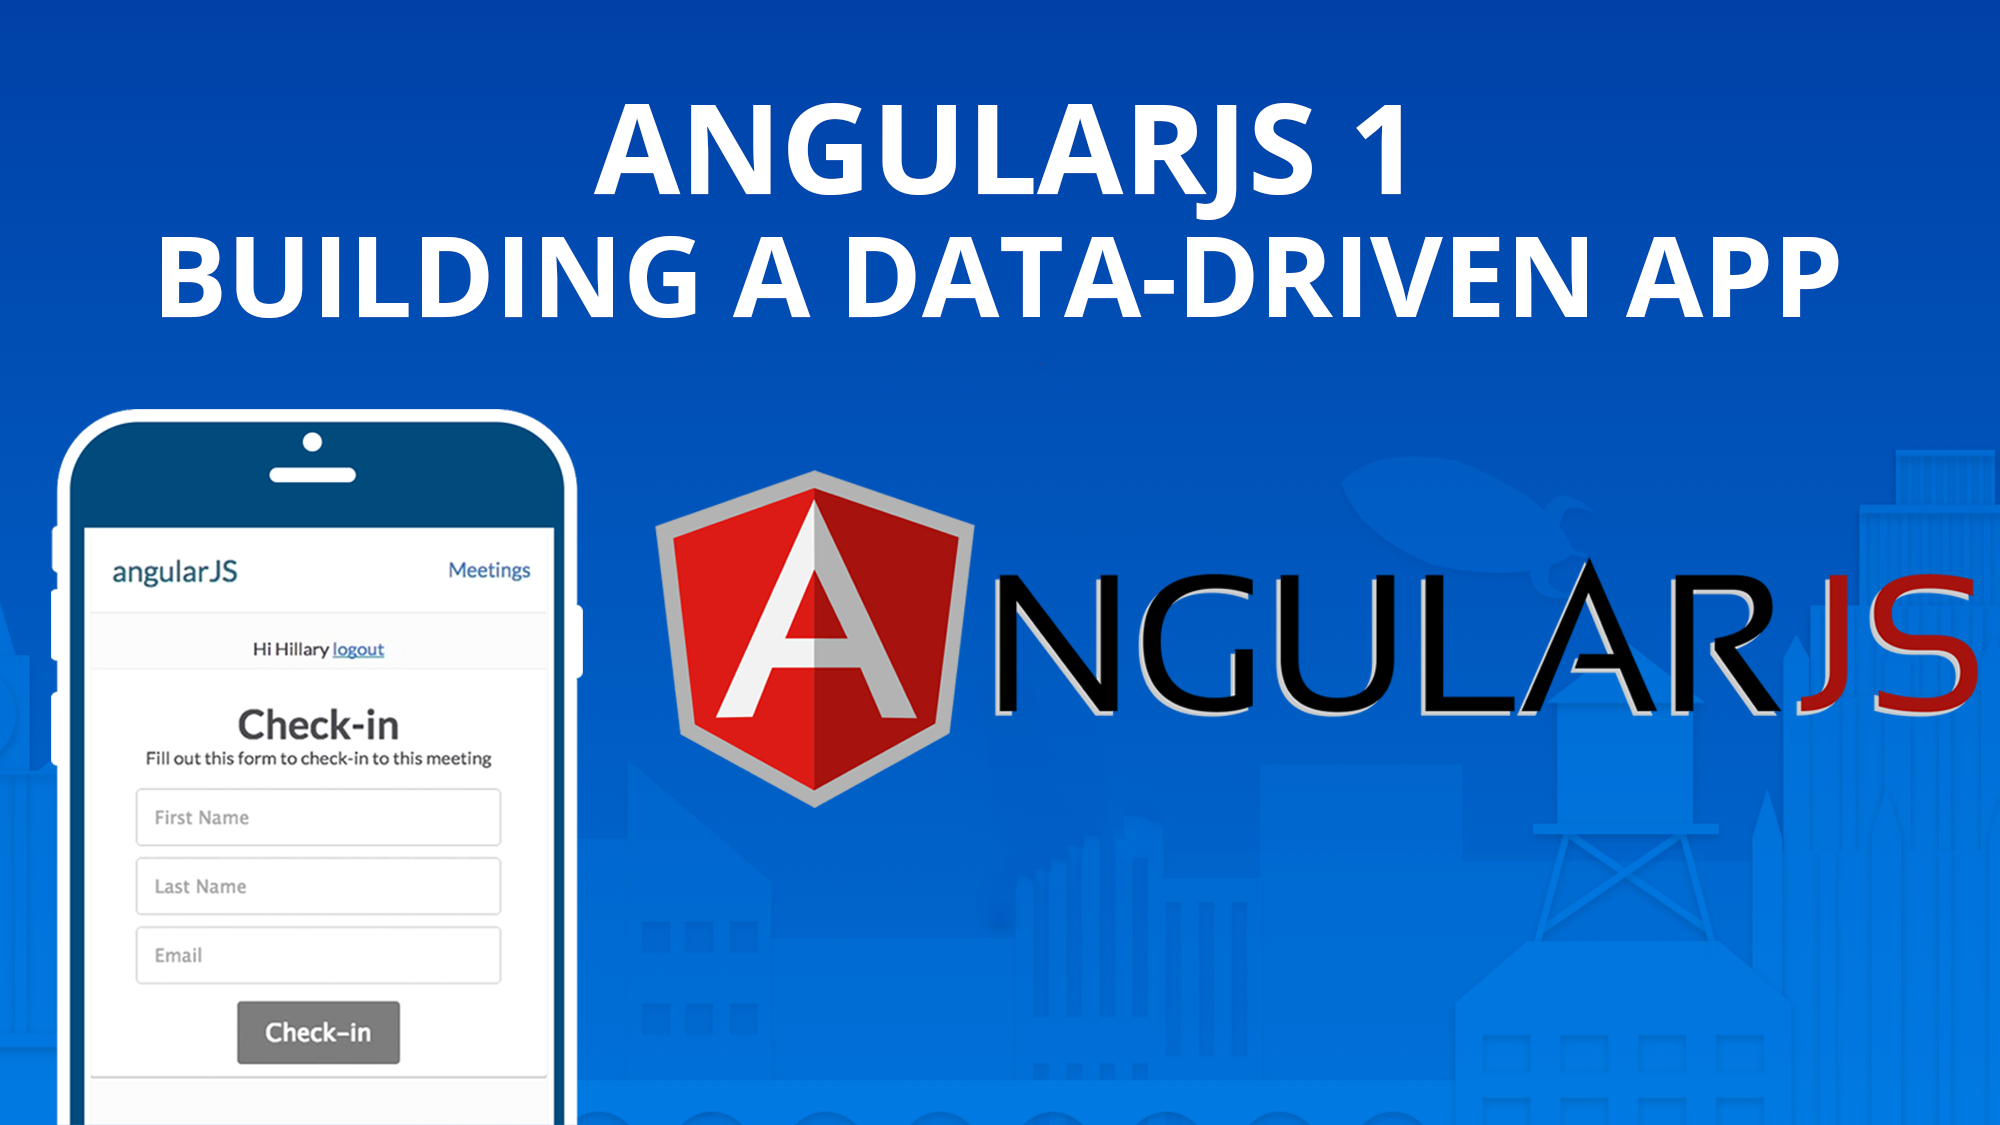 ANGULARJS 1
BUILDING A DATA-DRIVEN APP
angularJS
Meetings
Hi Hillary logout
Check-in
Fill out this form to check-in to this meeting
First Name
Last Name
Email
Check-in
ANGULARJS